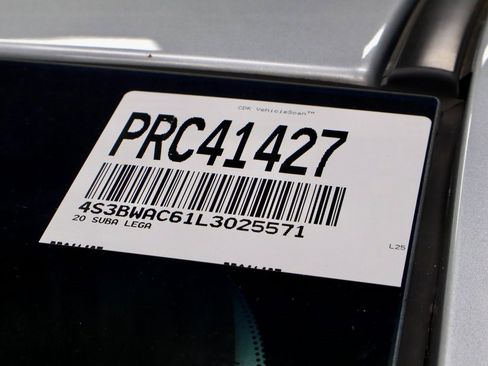 CDK VehicleScan™
PRC41427
4S3BWAC61L3025571
20 SUBA LEGA
L25